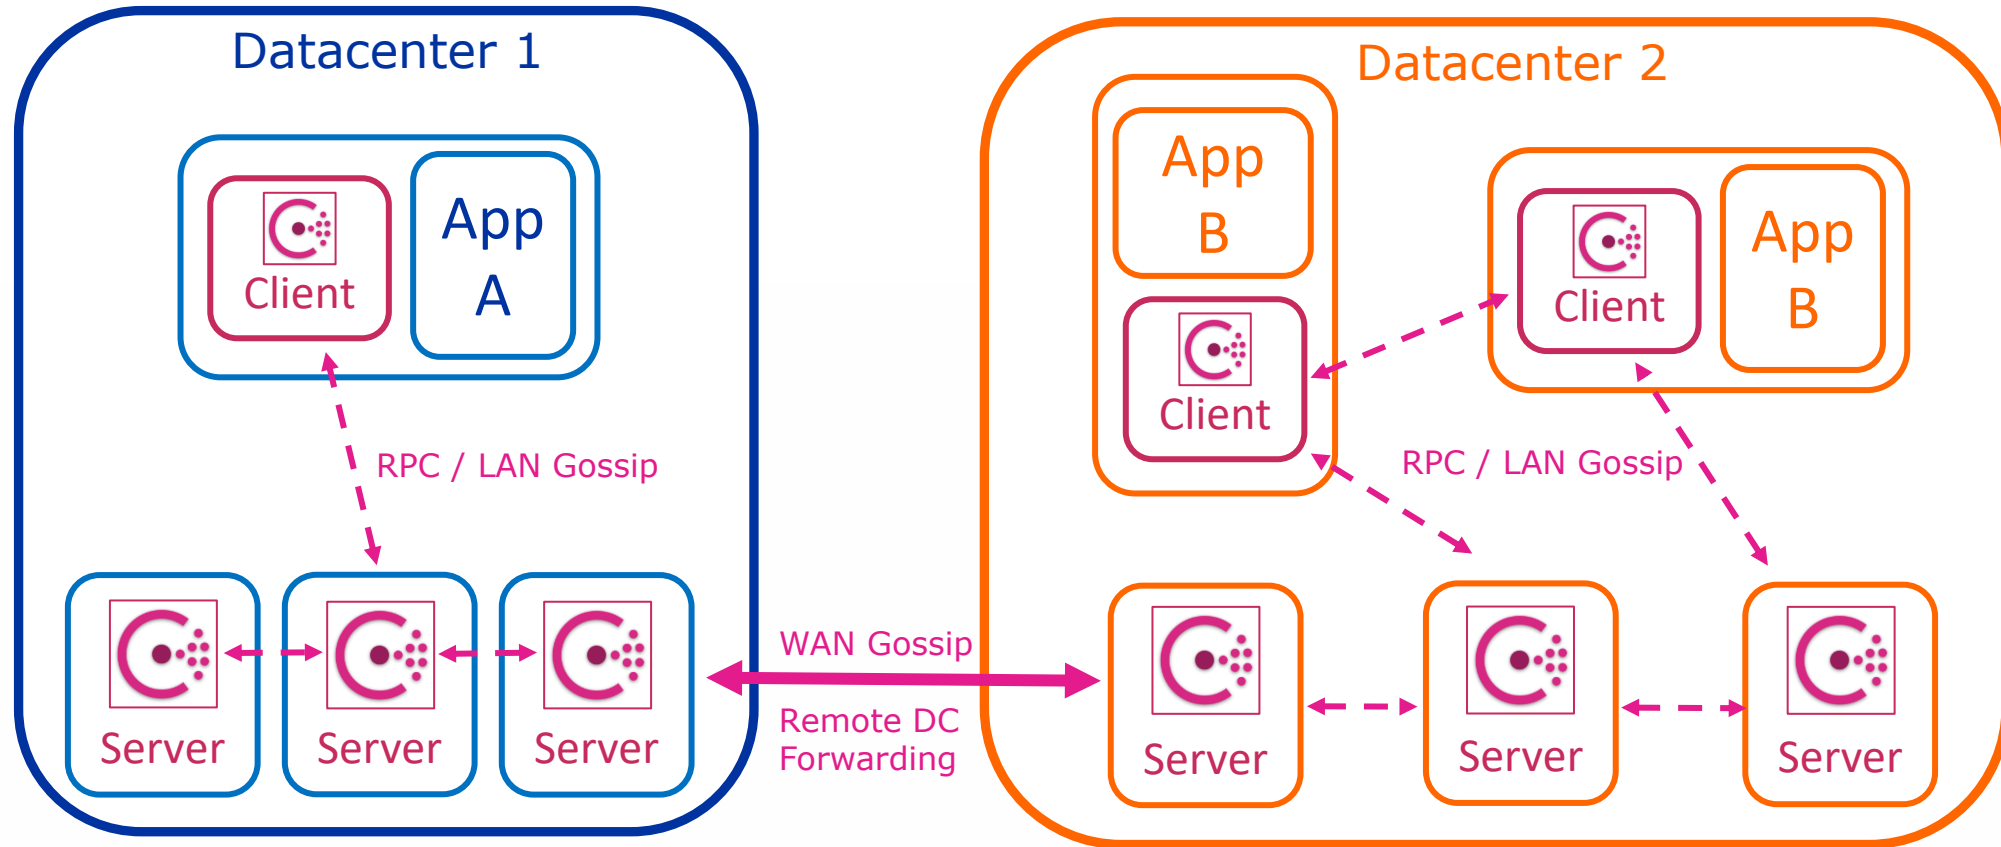 Datacenter 1
Client
App
A
RPC / LAN Gossip
Server
Server
Server
WAN Gossip
Remote DC
Forwarding
Datacenter 2
App
B
Client
Client
App
B
RPC / LAN Gossip
Server
Server
Server